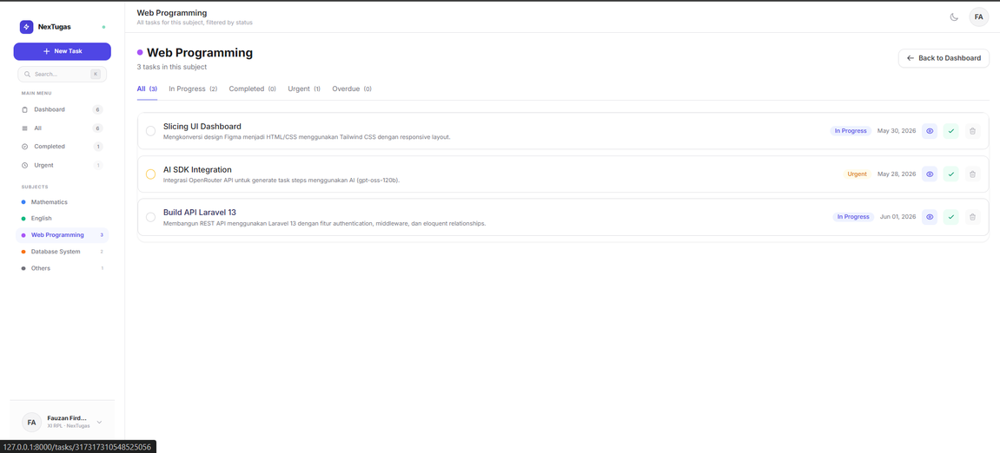 NexTugas
New Task
Search...
K
MAIN MENU
Dashboard 6
All 6
Completed 1
Urgent 1
SUBJECTS
Mathematics
English
Web Programming 3
Database System 2
Others 1
FA
Fauzan Fird...
XI RPL · NexTugas
Web Programming
All tasks for this subject, filtered by status
FA
Web Programming
3 tasks in this subject
Back to Dashboard
All (3) In Progress (2) Completed (0) Urgent (1) Overdue (0)
Slicing UI Dashboard
Mengkonversi design Figma menjadi HTML/CSS menggunakan Tailwind CSS dengan responsive layout.
In Progress May 30, 2026
AI SDK Integration
Integrasi OpenRouter API untuk generate task steps menggunakan AI (gpt-oss-120b).
Urgent May 28, 2026
Build API Laravel 13
Membangun REST API menggunakan Laravel 13 dengan fitur authentication, middleware, dan eloquent relationships.
In Progress Jun 01, 2026
127.0.0.1:8000/tasks/317317310548525056